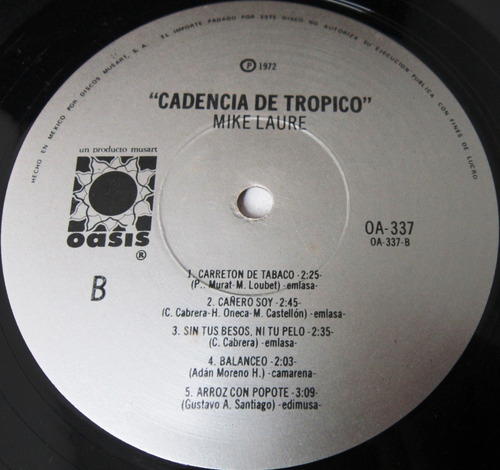 HECHO EN MEXICO POR DISCOS MUSART, S. A. EL IMPORTE PAGADO POR ESTE DISCO NO AUTORIZA SU EJECUCION PUBLICA CON FINES DE LUCRO
Ⓟ 1972
"CADENCIA DE TROPICO"
MIKE LAURE
un producto musart
oasis
®
OA-337
OA-337-B
B
1. CARRETON DE TABACO -2:25-
(P.. Murat- M. Loubet) -emlasa-
2. CAÑERO SOY -2:45-
(C. Cabrera-H. Oneca- M. Castellón) -emlasa-
3. SIN TUS BESOS, NI TU PELO -2:35-
(C. Cabrera) -emlasa-
4. BALANCEO -2:03-
(Adán Moreno H.) -camarena-
5. ARROZ CON POPOTE -3:09-
(Gustavo A. Santiago) -edimusa-